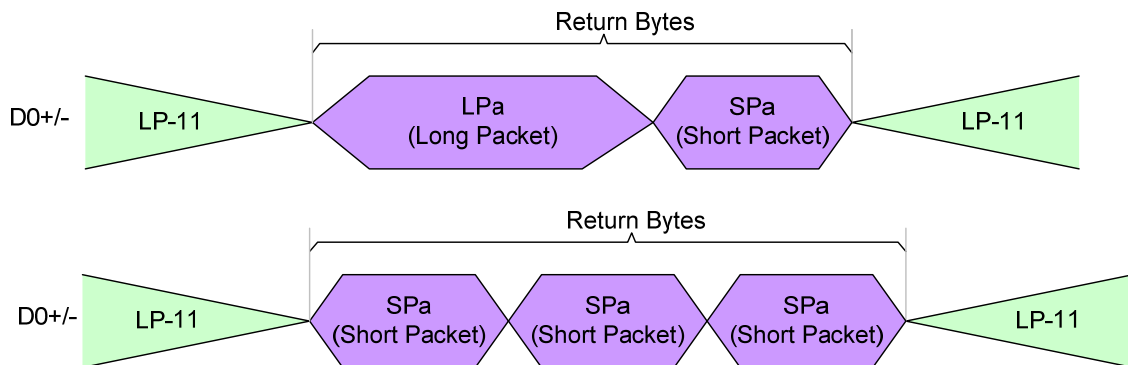 Return Bytes
D0+/-
LP-11
LPa
(Long Packet)
SPa
(Short Packet)
LP-11
Return Bytes
D0+/-
LP-11
SPa
(Short Packet)
SPa
(Short Packet)
SPa
(Short Packet)
LP-11